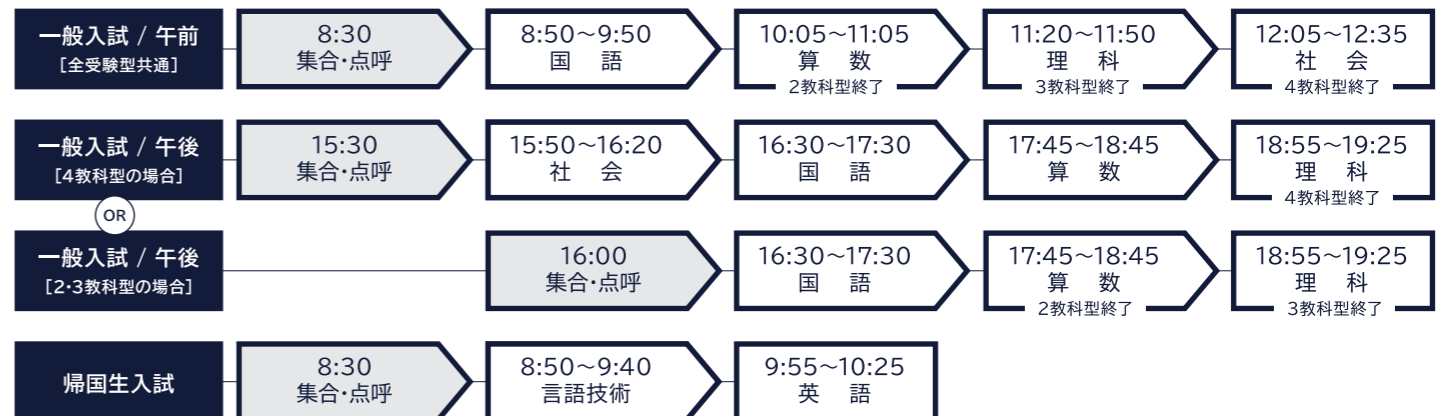 一般入試 / 午前
[全受験型共通]
8:30
集合・点呼
8:50〜9:50
国 語
10:05〜11:05
算 数
2教科型終了
11:20〜11:50
理 科
3教科型終了
12:05〜12:35
社 会
4教科型終了
一般入試 / 午後
[4教科型の場合]
15:30
集合・点呼
15:50〜16:20
社 会
16:30〜17:30
国 語
17:45〜18:45
算 数
18:55〜19:25
理 科
4教科型終了
OR
一般入試 / 午後
[2・3教科型の場合]
16:00
集合・点呼
16:30〜17:30
国 語
17:45〜18:45
算 数
2教科型終了
18:55〜19:25
理 科
3教科型終了
帰国生入試
8:30
集合・点呼
8:50〜9:40
言語技術
9:55〜10:25
英 語